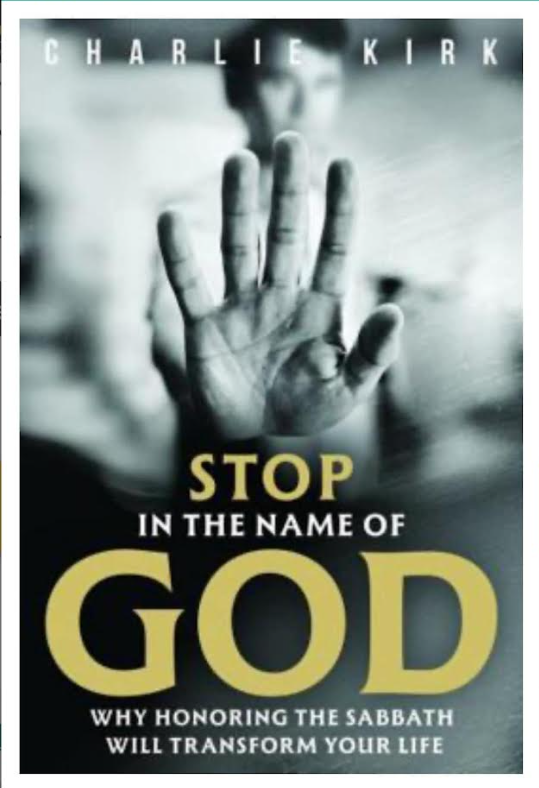 CHARLIE KIRK
STOP
IN THE NAME OF
GOD
WHY HONORING THE SABBATH
WILL TRANSFORM YOUR LIFE